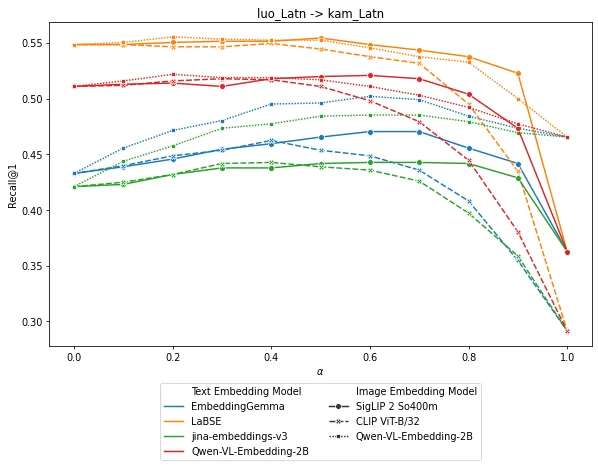 luo_Latn -> kam_Latn
0.55
0.50
0.45
0.40
0.35
0.30
Recall@1
0.0 0.2 0.4 0.6 0.8 1.0
α
Text Embedding Model Image Embedding Model
EmbeddingGemma SigLIP 2 So400m
LaBSE CLIP ViT-B/32
jina-embeddings-v3 Qwen-VL-Embedding-2B
Qwen-VL-Embedding-2B